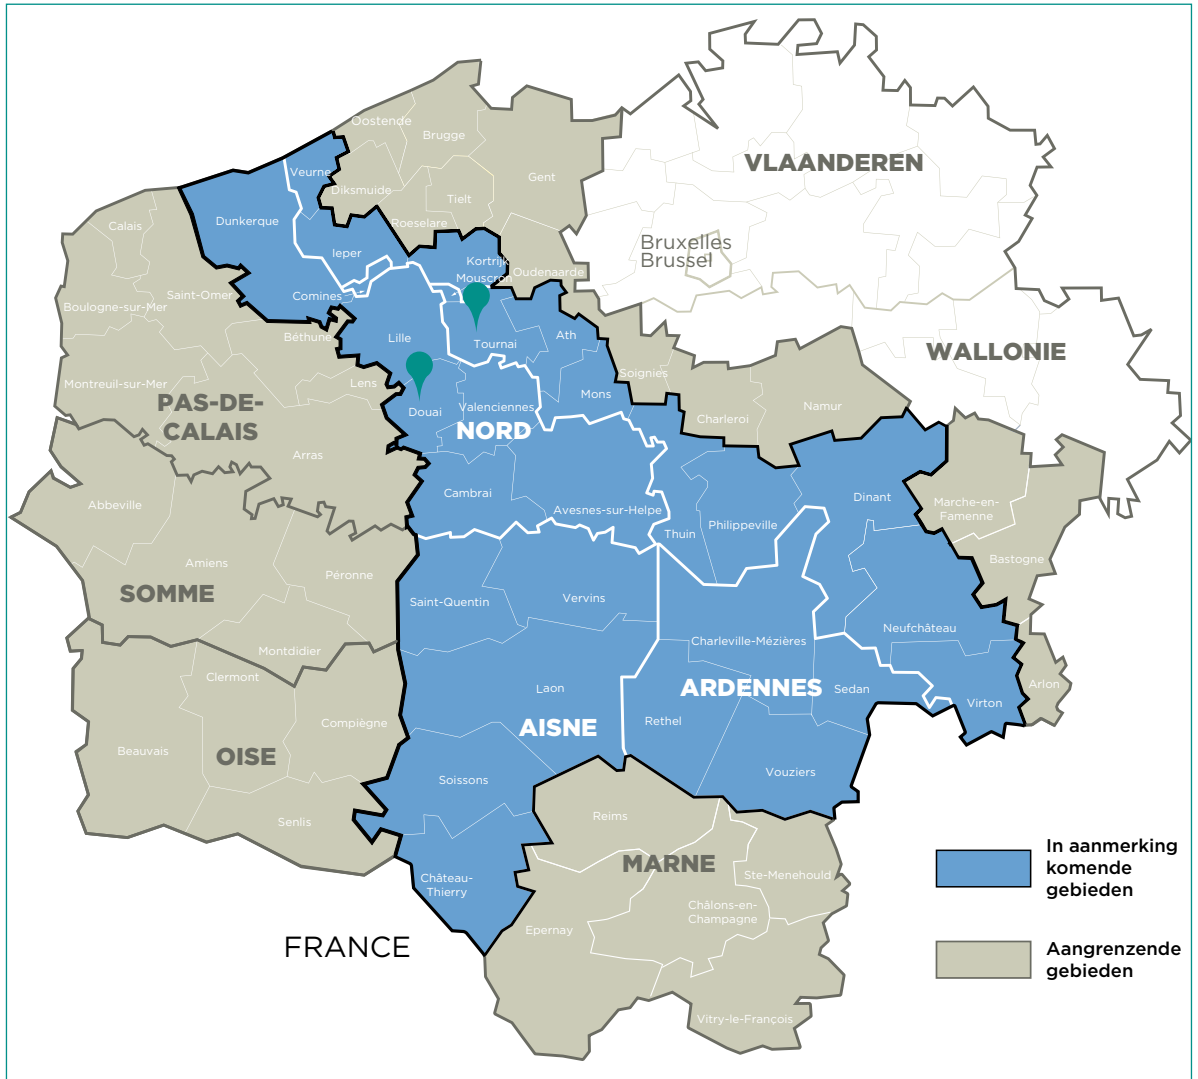 Oostende
Brugge
VLAANDEREN
Veurne
Gent
Diksmuide
Tielt
Dunkerque
Calais
Roeselare
Ieper
Bruxelles
Brussel
Kortrijk
Oudenaarde
Mouscron
Saint-Omer
Comines
Boulogne-sur-Mer
Béthune
Lille
Tournai
Ath
WALLONIE
Soignies
Montreuil-sur-Mer
Lens
Mons
PAS-DE-
CALAIS
Douai
Valenciennes
NORD
Charleroi
Namur
Arras
Cambrai
Avesnes-sur-Helpe
Dinant
Marche-en-
Famenne
Abbeville
Thuin
Philippeville
Amiens
Péronne
Bastogne
SOMME
Saint-Quentin
Vervins
Neufchâteau
Montdidier
Charleville-Mézières
Clermont
Laon
ARDENNES
Sedan
Arlon
Virton
Compiègne
Rethel
AISNE
Beauvais
OISE
Soissons
Vouziers
Senlis
Reims
MARNE
In aanmerking
komende
gebieden
Château-
Thierry
Ste-Menehould
Châlons-en-
Champagne
Epernay
FRANCE
Aangrenzende
gebieden
Vitry-le-François